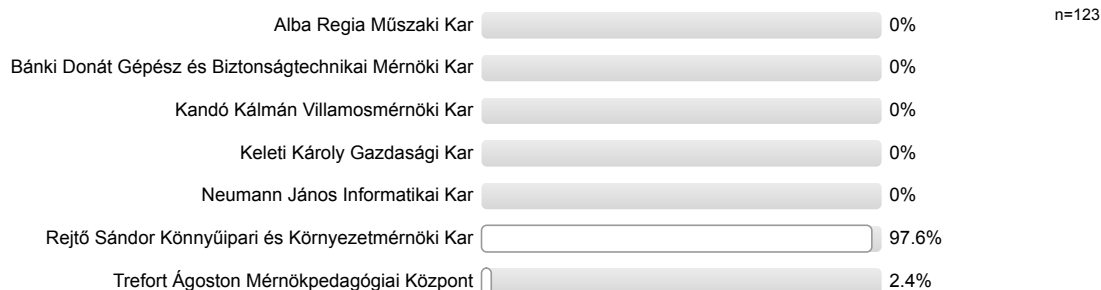 n=123
Alba Regia Műszaki Kar 0%
Bánki Donát Gépész és Biztonságtechnikai Mérnöki Kar 0%
Kandó Kálmán Villamosmérnöki Kar 0%
Keleti Károly Gazdasági Kar 0%
Neumann János Informatikai Kar 0%
Rejtő Sándor Könnyűipari és Környezetmérnöki Kar 97.6%
Trefort Ágoston Mérnökpedagógiai Központ 2.4%